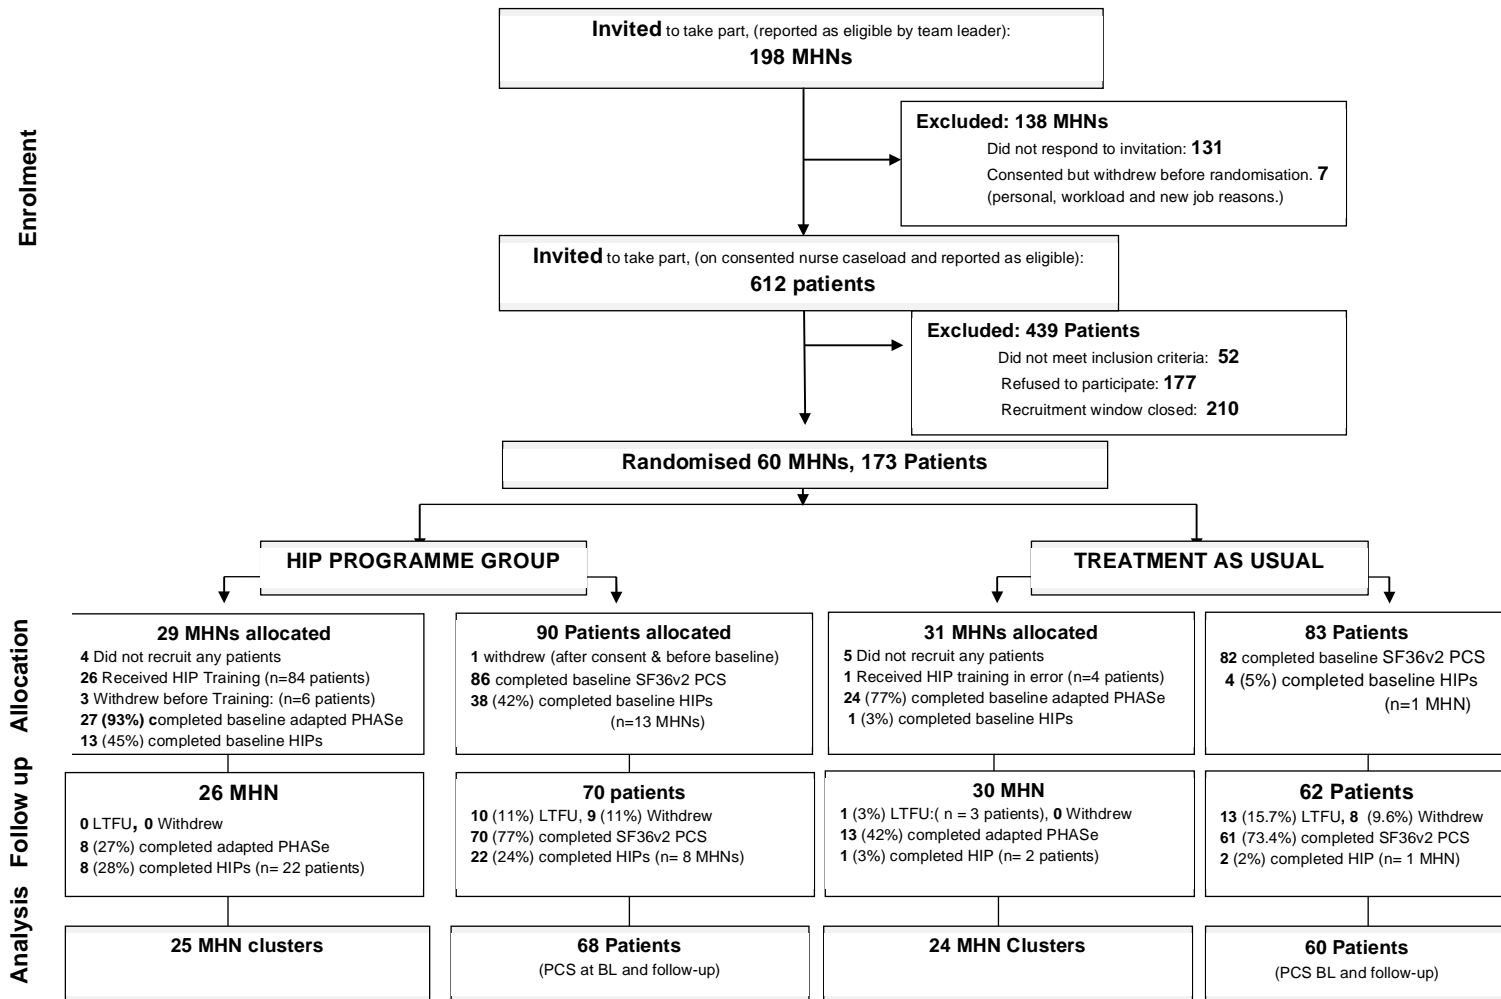 Invited to take part, (reported as eligible by team leader):
198 MHNs
Enrolment
Excluded: 138 MHNs
Did not respond to invitation: 131
Consented but withdrew before randomisation. 7
(personal, workload and new job reasons.)
Invited to take part, (on consented nurse caseload and reported as eligible):
612 patients
Excluded: 439 Patients
Did not meet inclusion criteria: 52
Refused to participate: 177
Recruitment window closed: 210
Randomised 60 MHNs, 173 Patients
HIP PROGRAMME GROUP
TREATMENT AS USUAL
Allocation
29 MHNs allocated
4 Did not recruit any patients
26 Received HIP Training (n=84 patients)
3 Withdrew before Training: (n=6 patients)
27 (93%) completed baseline adapted PHASe
13 (45%) completed baseline HIPs
90 Patients allocated
1 withdrew (after consent & before baseline)
86 completed baseline SF36v2 PCS
38 (42%) completed baseline HIPs
(n=13 MHNs)
31 MHNs allocated
5 Did not recruit any patients
1 Received HIP training in error (n=4 patients)
24 (77%) completed baseline adapted PHASe
1 (3%) completed baseline HIPs
83 Patients
82 completed baseline SF36v2 PCS
4 (5%) completed baseline HIPs
(n=1 MHN)
Follow up
26 MHN
0 LTFU, 0 Withdrew
8 (27%) completed adapted PHASe
8 (28%) completed HIPs (n= 22 patients)
70 patients
10 (11%) LTFU, 9 (11%) Withdrew
70 (77%) completed SF36v2 PCS
22 (24%) completed HIPs (n= 8 MHNs)
30 MHN
1 (3%) LTFU:( n = 3 patients), 0 Withdrew
13 (42%) completed adapted PHASe
1 (3%) completed HIP (n= 2 patients)
62 Patients
13 (15.7%) LTFU, 8 (9.6%) Withdrew
61 (73.4%) completed SF36v2 PCS
2 (2%) completed HIP (n= 1 MHN)
Analysis
25 MHN clusters
68 Patients
(PCS at BL and follow-up)
24 MHN Clusters
60 Patients
(PCS BL and follow-up)